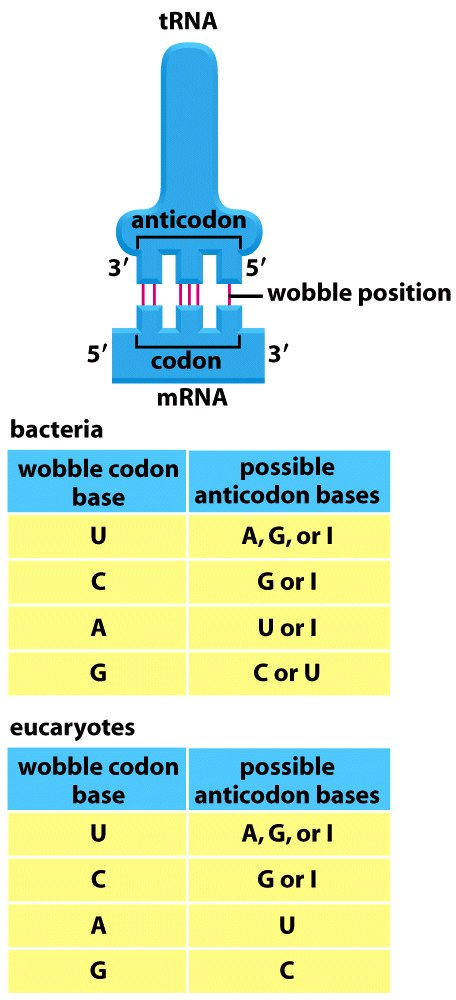 tRNA
anticodon
3′ 5′
wobble position
5′ 3′
codon
mRNA
bacteria
wobble codon base possible anticodon bases
U A, G, or I
C G or I
A U or I
G C or U
eucaryotes
wobble codon base possible anticodon bases
U A, G, or I
C G or I
A U
G C